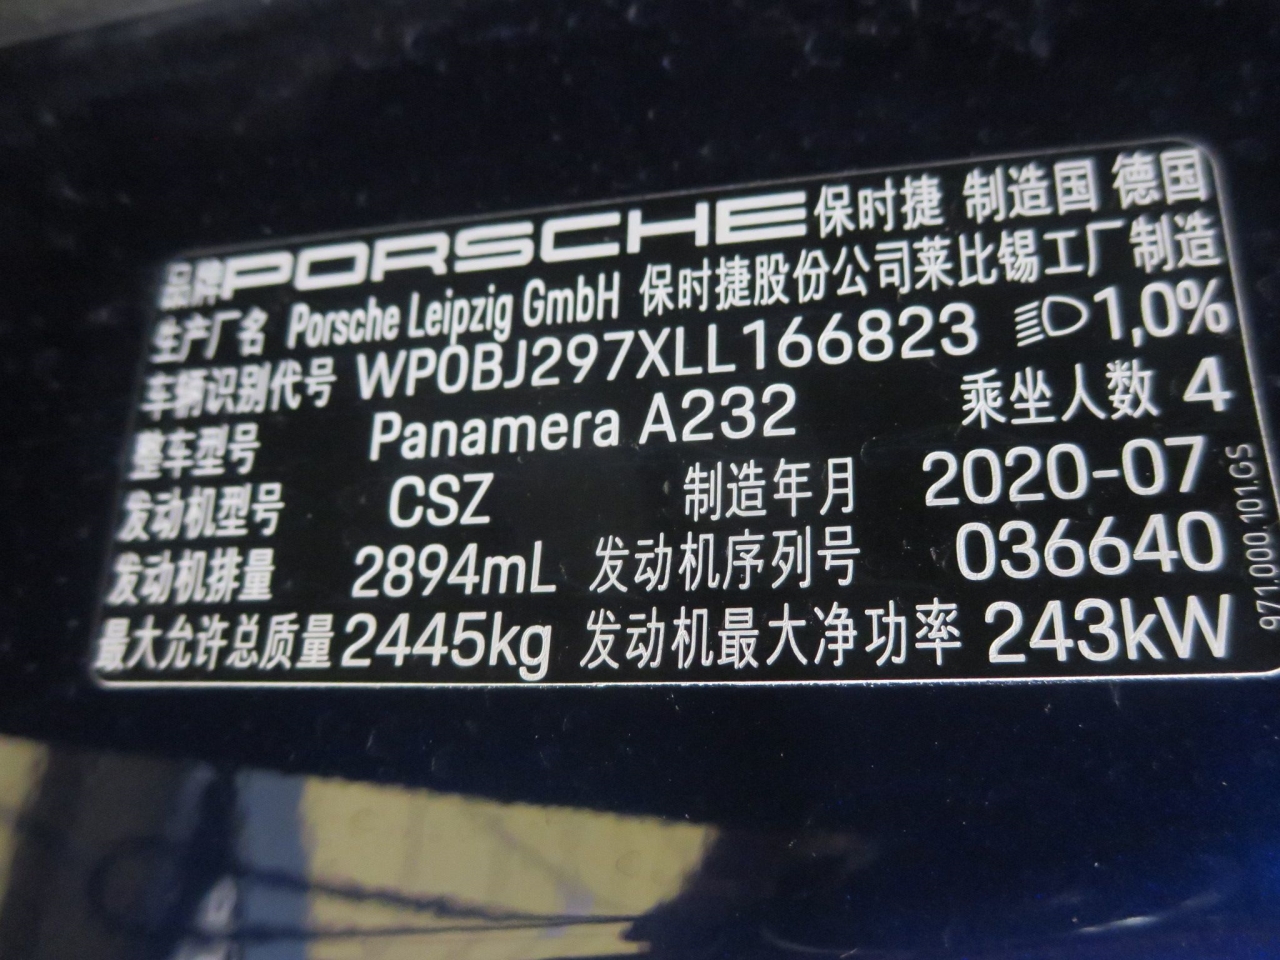 品牌 PORSCHE 保时捷 制造国 德国
生产厂名 Porsche Leipzig GmbH 保时捷股份公司莱比锡工厂制造
车辆识别代号 WP0BJ297XLL166823 1,0%
整车型号 Panamera A232 乘坐人数 4
发动机型号 CSZ 制造年月 2020-07
发动机排量 2894mL 发动机序列号 036640
最大允许总质量 2445kg 发动机最大净功率 243kW
971.000.101.GS